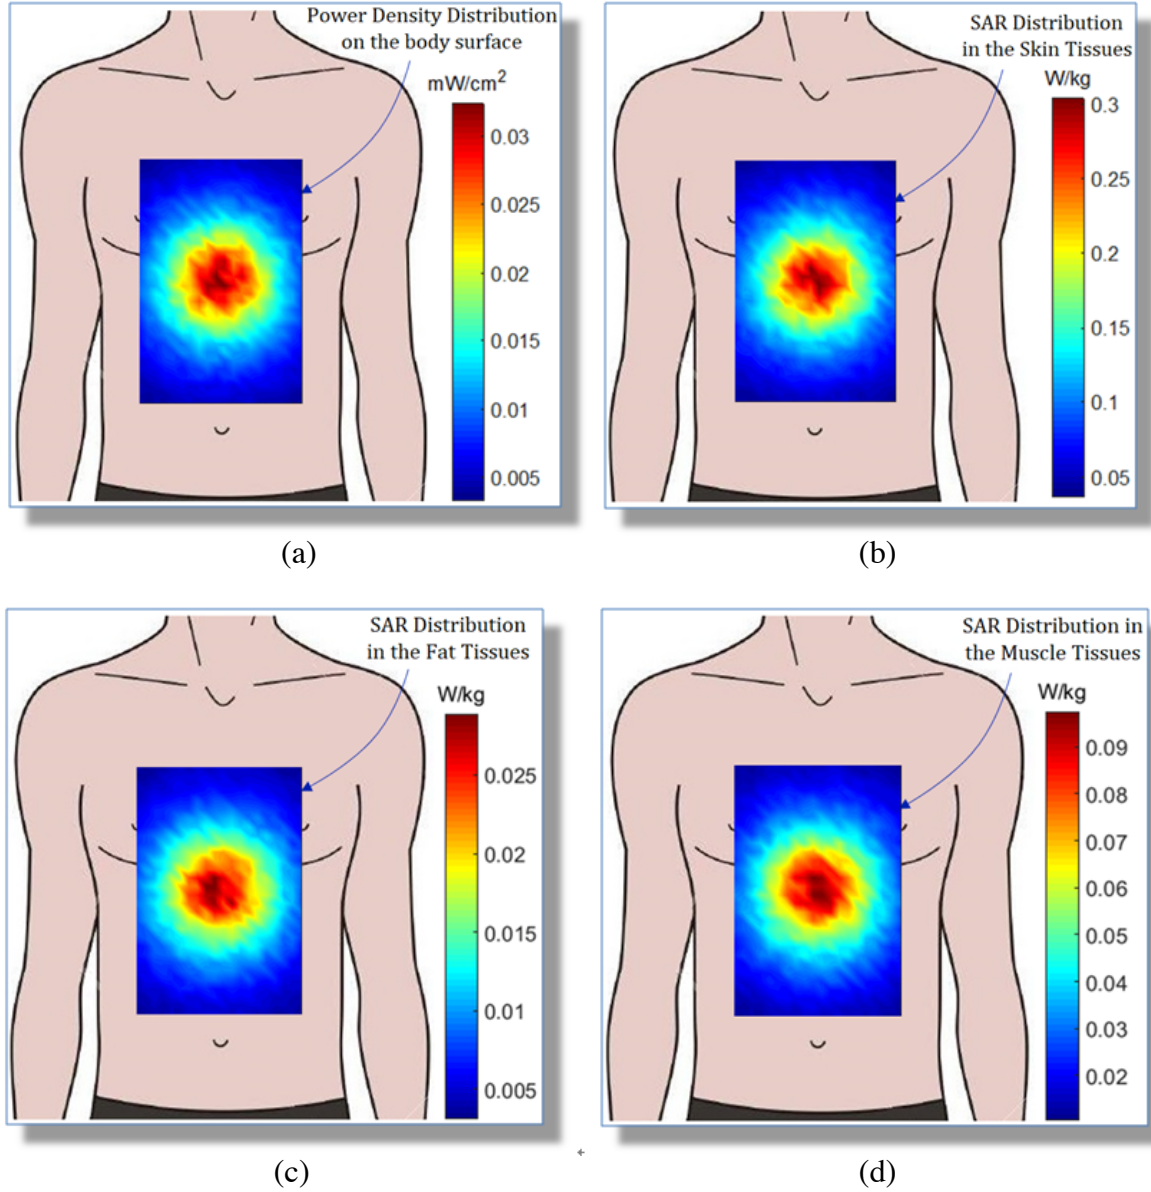 Power Density Distribution
on the body surface
mW/cm²
0.03
0.025
0.02
0.015
0.01
0.005
(a)
SAR Distribution
in the Skin Tissues
W/kg
0.3
0.25
0.2
0.15
0.1
0.05
(b)
SAR Distribution
in the Fat Tissues
W/kg
0.025
0.02
0.015
0.01
0.005
(c)
SAR Distribution in
the Muscle Tissues
W/kg
0.09
0.08
0.07
0.06
0.05
0.04
0.03
0.02
(d)